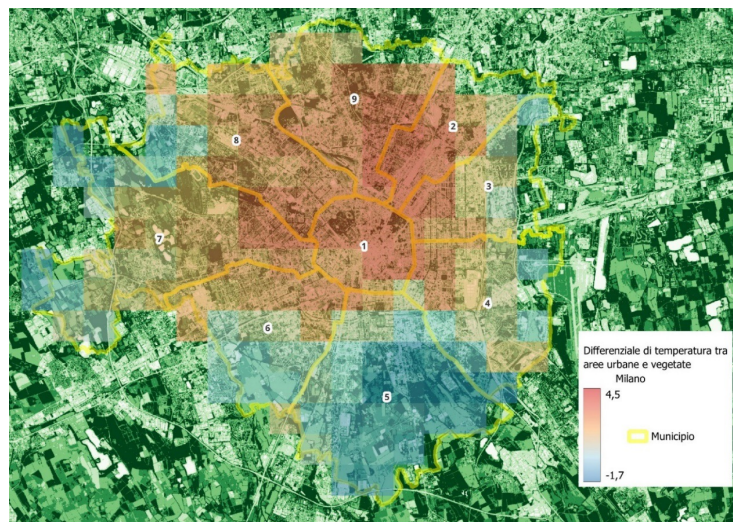 9
2
8
3
1
7
4
6
5
Differenziale di temperatura tra
aree urbane e vegetate
Milano
4,5
Municipio
-1,7